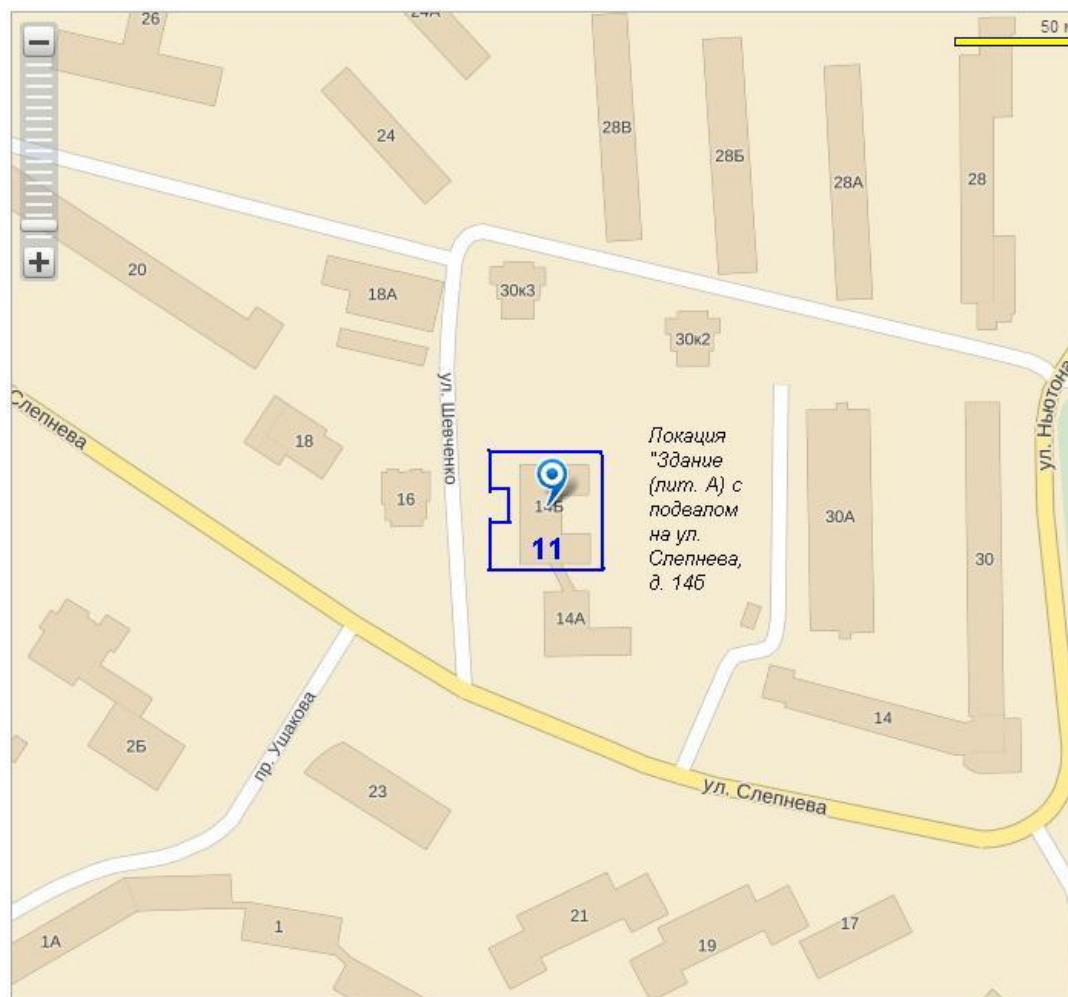 26
24А
50 м
24
28В
28Б
28А
28
20
18А
30к3
30к2
ул. Шевченко
ул. Ньютона
Слепнева
18
16
Локация
"Здание
(лит. А) с
подвалом
на ул.
Слепнева,
д. 14б
14Б
11
30А
30
14А
14
2Б
пр. Ушакова
23
ул. Слепнева
1А
1
21
19
17